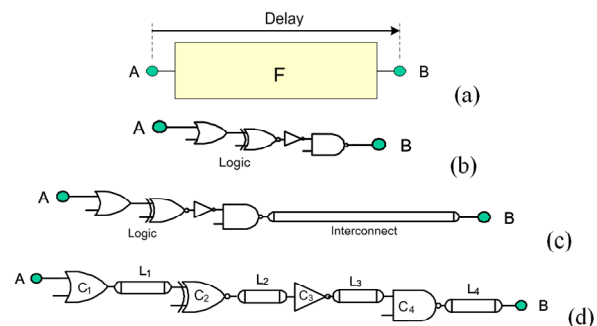 Delay
A F B
(a)
A B
Logic
(b)
A B
Logic Interconnect
(c)
A C1 L1 C2 L2 C3 L3 C4 L4 B
(d)